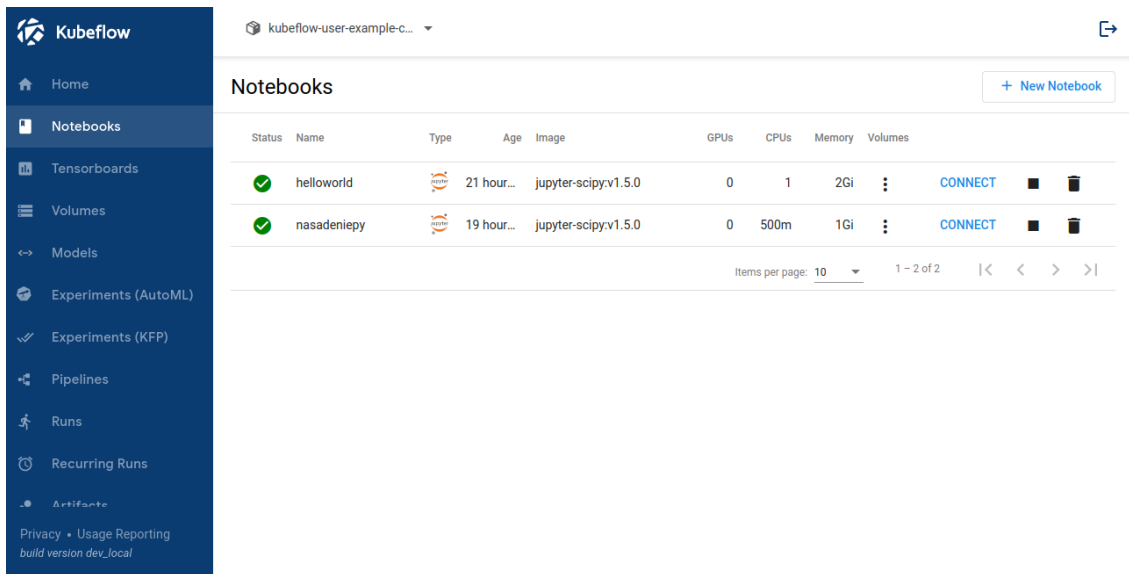 Kubeflow
kubeflow-user-example-c...
Home
Notebooks
Tensorboards
Volumes
Models
Experiments (AutoML)
Experiments (KFP)
Pipelines
Runs
Recurring Runs
Artifacts
Privacy • Usage Reporting
build version dev_local
Notebooks
+ New Notebook
Status Name Type Age Image GPUs CPUs Memory Volumes
helloworld jupyter 21 hour... jupyter-scipy:v1.5.0 0 1 2Gi CONNECT
nasadeniepy jupyter 19 hour... jupyter-scipy:v1.5.0 0 500m 1Gi CONNECT
Items per page: 10 1 – 2 of 2